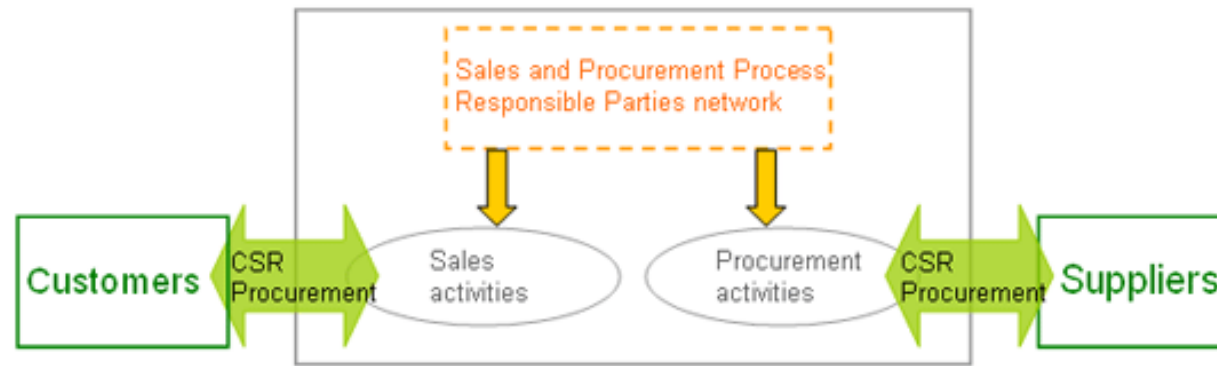 Sales and Procurement Process
Responsible Parties network
Customers
CSR
Procurement
Sales
activities
Procurement
activities
CSR
Procurement
Suppliers